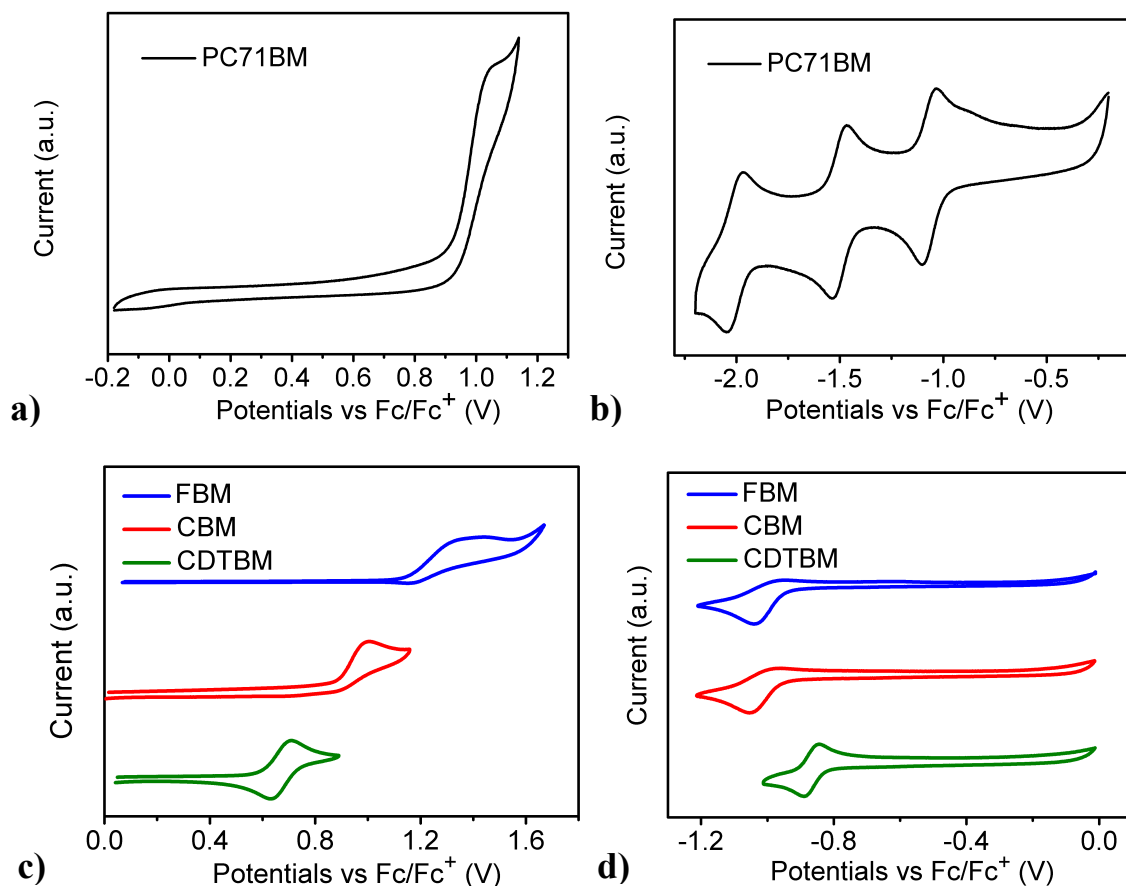 PC71BM
Current (a.u.)
-0.2 0.0 0.2 0.4 0.6 0.8 1.0 1.2
Potentials vs Fc/Fc⁺ (V)
a)
PC71BM
Current (a.u.)
-2.0 -1.5 -1.0 -0.5
Potentials vs Fc/Fc⁺ (V)
b)
FBM
CBM
CDTBM
Current (a.u.)
0.0 0.4 0.8 1.2 1.6
Potentials vs Fc/Fc⁺ (V)
c)
FBM
CBM
CDTBM
Current (a.u.)
-1.2 -0.8 -0.4 0.0
Potentials vs Fc/Fc⁺ (V)
d)